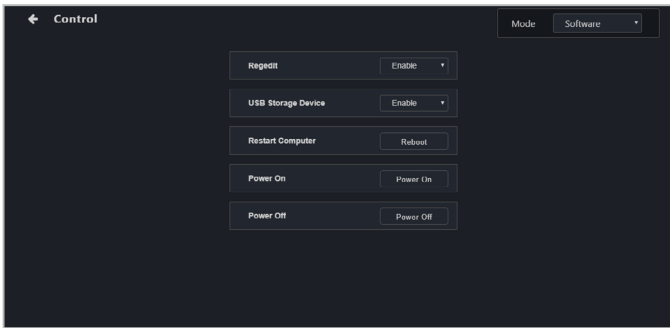 Control
Mode Software
Regedit Enable
USB Storage Device Enable
Restart Computer Reboot
Power On Power On
Power Off Power Off